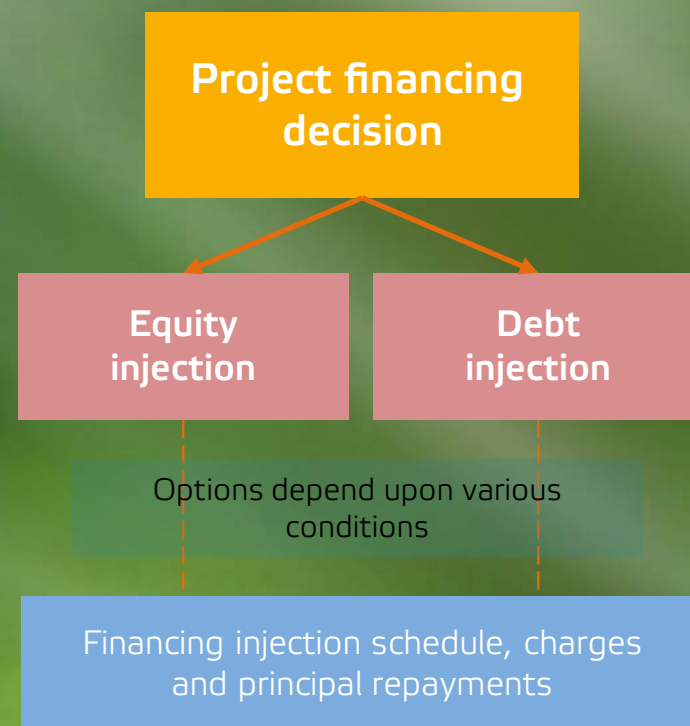 Project financing
decision
Equity
injection
Debt
injection
Options depend upon various
conditions
Financing injection schedule, charges
and principal repayments